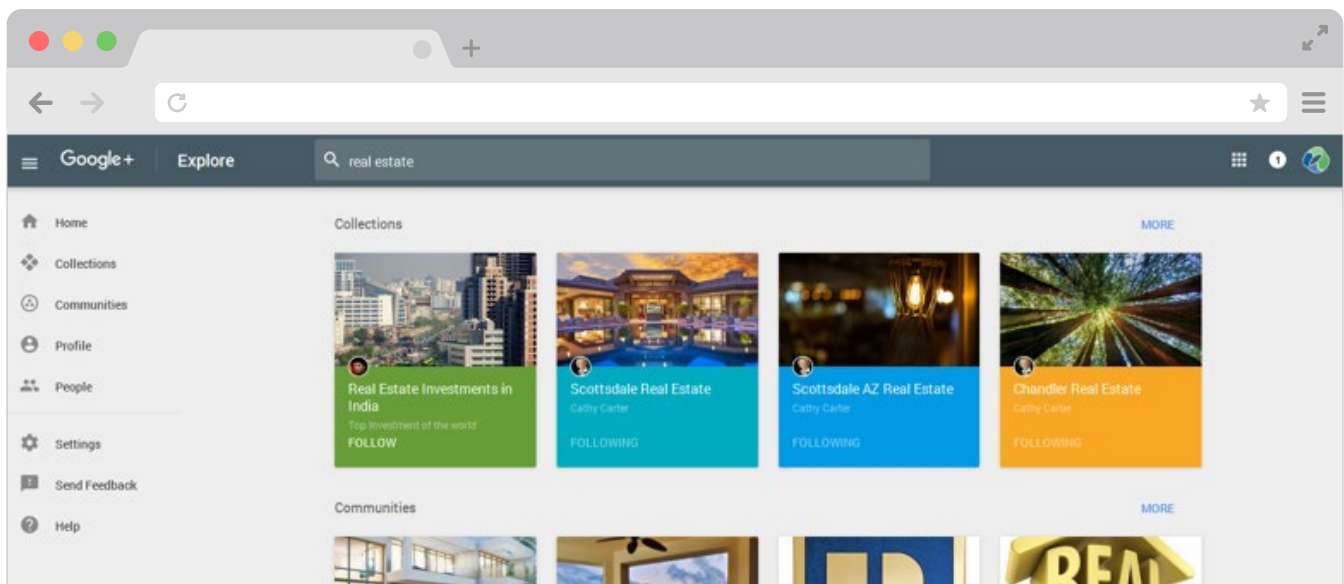 Google+
Explore
real estate
1
Home
Collections
Communities
Profile
People
Settings
Send Feedback
Help
Collections
MORE
Real Estate Investments in
India
Top Investment of the world
FOLLOW
Scottsdale Real Estate
Cathy Carter
FOLLOWING
Scottsdale AZ Real Estate
Cathy Carter
FOLLOWING
Chandler Real Estate
Cathy Carter
FOLLOWING
Communities
MORE
REAL